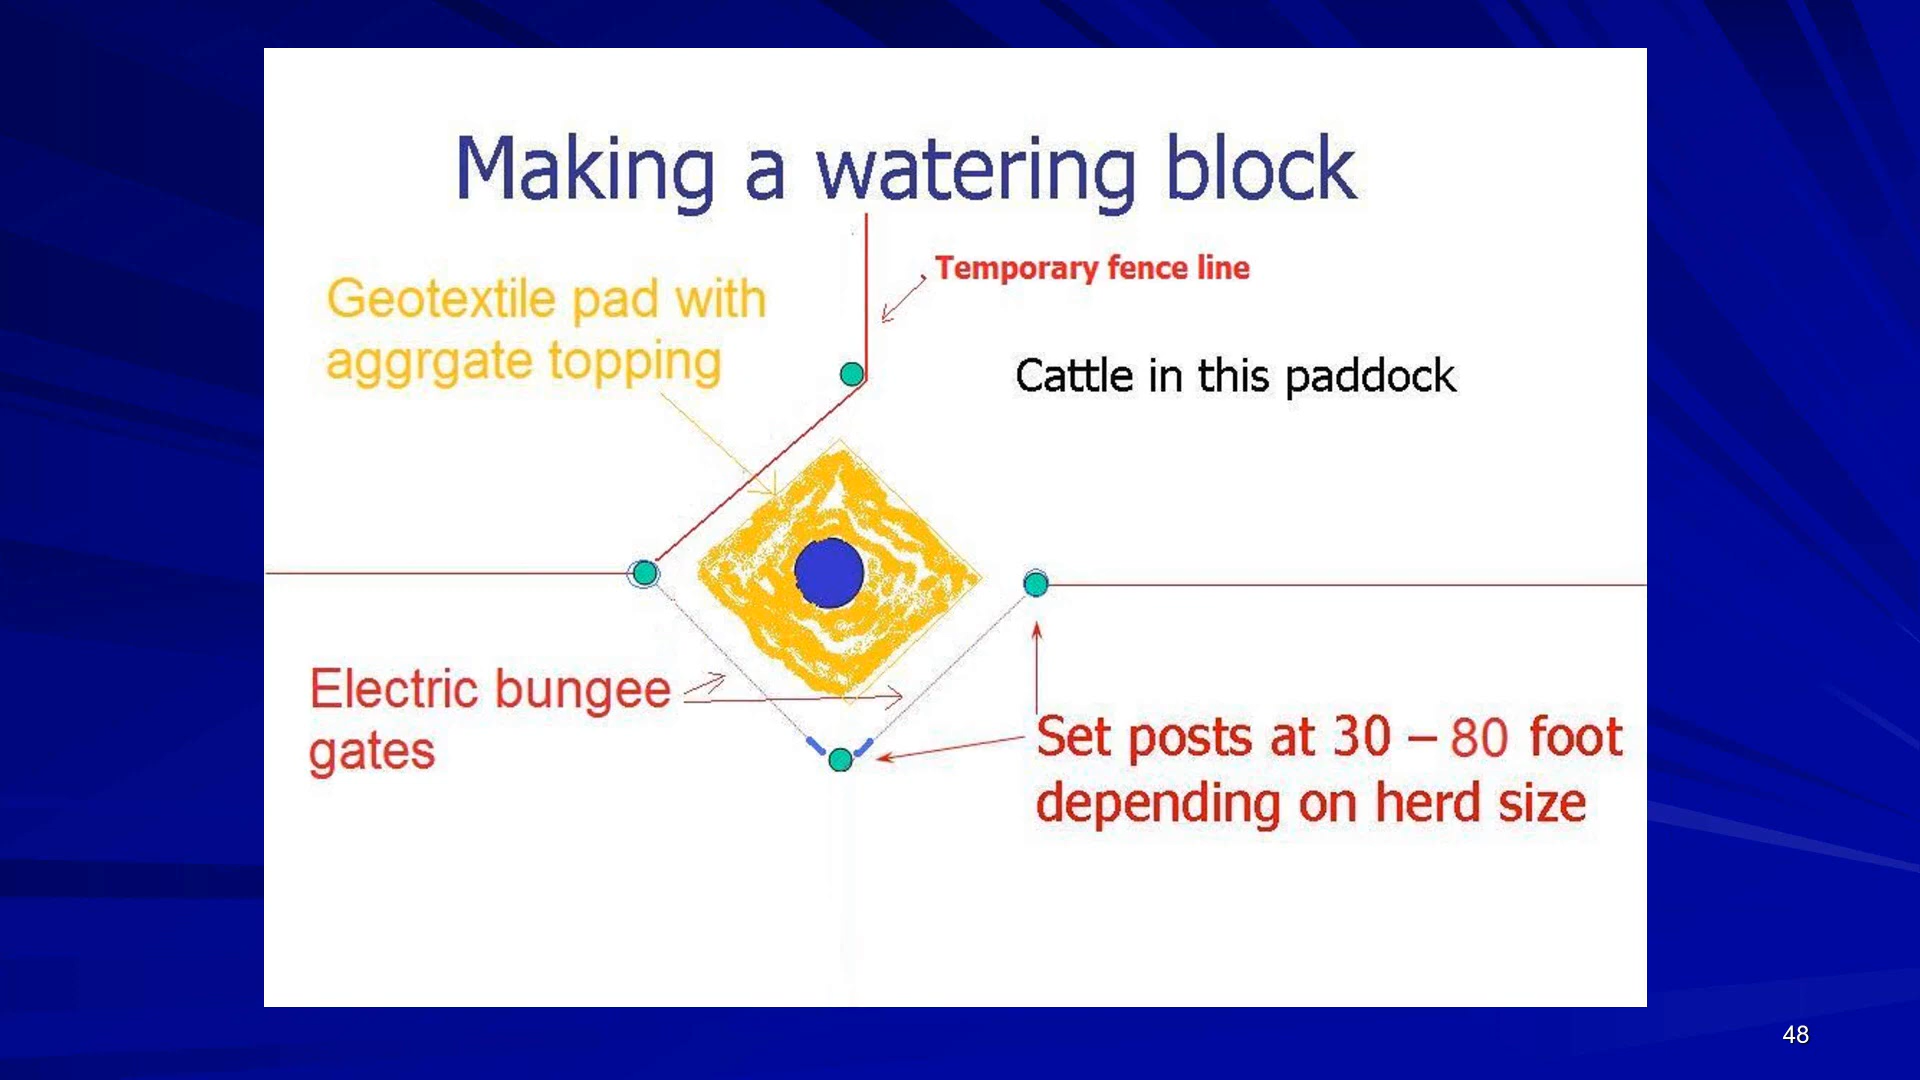 Making a watering block
Temporary fence line
Geotextile pad with
aggrgate topping
Cattle in this paddock
Electric bungee
gates
Set posts at 30 – 80 foot
depending on herd size
48